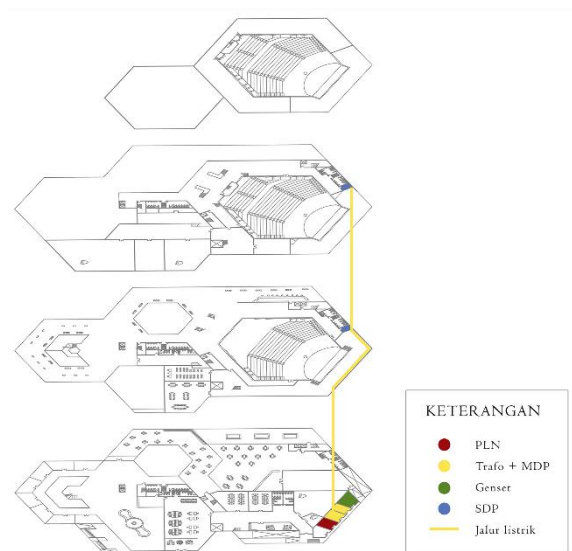 KETERANGAN
PLN
Trafo + MDP
Genset
SDP
Jalur listrik